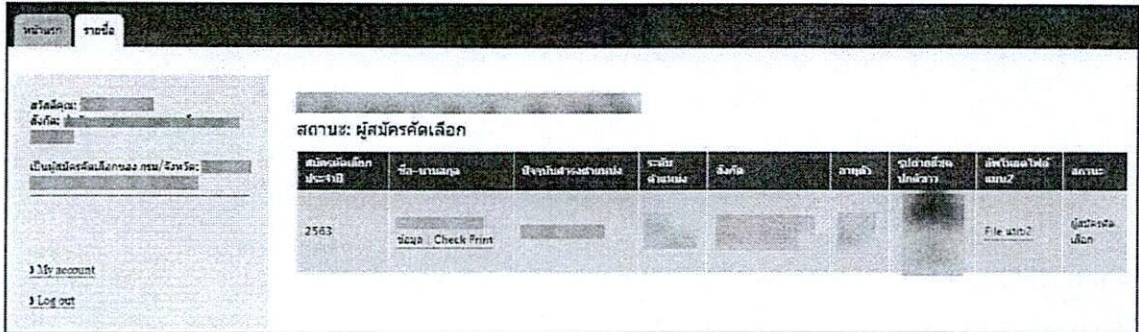 หน้าแรก
รายชื่อ
สวัสดีคุณ:
สังกัด:
เป็นผู้สมัครคัดเลือกของ กรม/จังหวัด:
› My account
› Log out
สถานะ: ผู้สมัครคัดเลือก
สมัครคัดเลือก
ประจำปี
ชื่อ-นามสกุล
ปัจจุบันดำรงตำแหน่ง
ระดับ
ตำแหน่ง
สังกัด
อายุตัว
รูปถ่ายสีชุด
ปกติขาว
อัพโหลดไฟล์
แบบ2
สถานะ
2563
ข้อมูล | Check Print
File แบบ2
ผู้สมัครคัด
เลือก